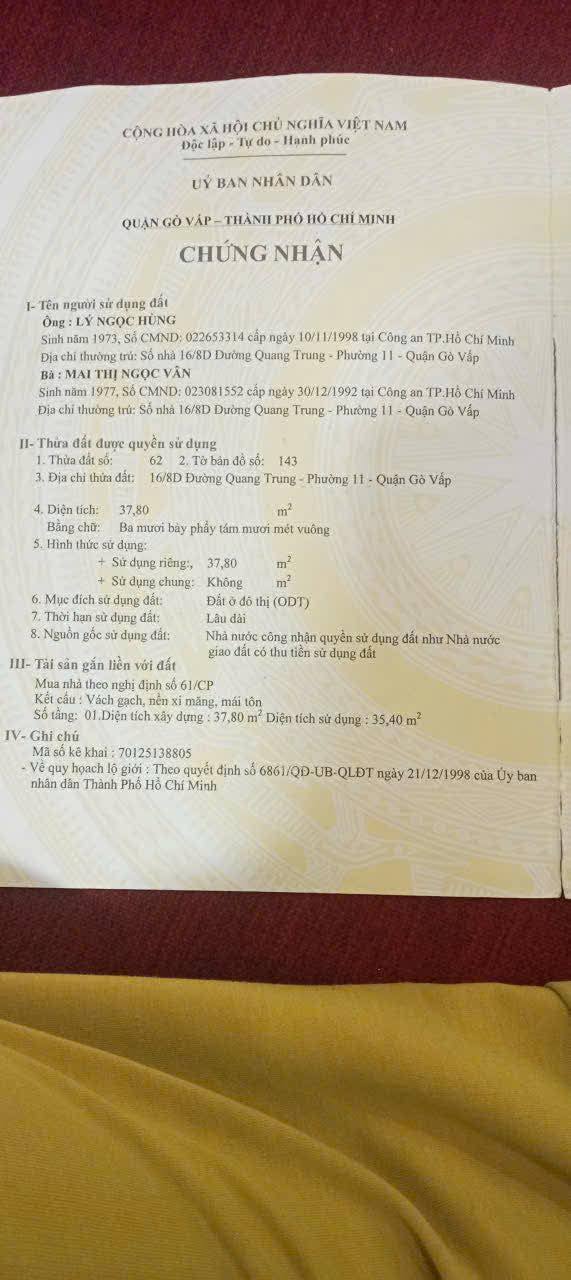 CỘNG HÒA XÃ HỘI CHỦ NGHĨA VIỆT NAM
Độc lập - Tự do - Hạnh phúc
UỶ BAN NHÂN DÂN
QUẬN GÒ VẤP – THÀNH PHỐ HỒ CHÍ MINH
CHỨNG NHẬN
I- Tên người sử dụng đất
Ông : LÝ NGỌC HÙNG
Sinh năm 1973, Số CMND: 022653314 cấp ngày 10/11/1998 tại Công an TP.Hồ Chí Minh
Địa chỉ thường trú: Số nhà 16/8D Đường Quang Trung - Phường 11 - Quận Gò Vấp
Bà : MAI THỊ NGỌC VÂN
Sinh năm 1977, Số CMND: 023081552 cấp ngày 30/12/1992 tại Công an TP.Hồ Chí Minh
Địa chỉ thường trú: Số nhà 16/8D Đường Quang Trung - Phường 11 - Quận Gò Vấp
II- Thửa đất được quyền sử dụng
1. Thửa đất số: 62 2. Tờ bản đồ số: 143
3. Địa chỉ thửa đất: 16/8D Đường Quang Trung - Phường 11 - Quận Gò Vấp
4. Diện tích: 37,80 m²
Bằng chữ: Ba mươi bảy phẩy tám mươi mét vuông
5. Hình thức sử dụng:
+ Sử dụng riêng:, 37,80 m²
+ Sử dụng chung: Không m²
6. Mục đích sử dụng đất: Đất ở đô thị (ODT)
7. Thời hạn sử dụng đất: Lâu dài
8. Nguồn gốc sử dụng đất: Nhà nước công nhận quyền sử dụng đất như Nhà nước
giao đất có thu tiền sử dụng đất
III- Tài sản gắn liền với đất
Mua nhà theo nghị định số 61/CP
Kết cấu : Vách gạch, nền xi măng, mái tôn
Số tầng: 01.Diện tích xây dựng : 37,80 m² Diện tích sử dụng : 35,40 m²
IV- Ghi chú
Mã số kê khai : 70125138805
- Về quy hoạch lộ giới : Theo quyết định số 6861/QĐ-UB-QLĐT ngày 21/12/1998 của Ủy ban
nhân dân Thành Phố Hồ Chí Minh